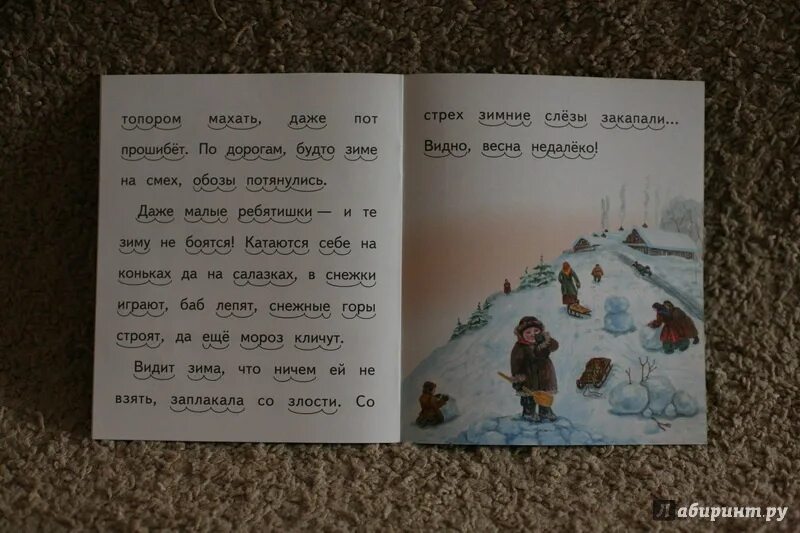 топором махать, даже пот
прошибёт. По дорогам, будто зиме
на смех, обозы потянулись.
Даже малые ребятишки — и те
зиму не боятся! Катаются себе на
коньках да на салазках, в снежки
играют, баб лепят, снежные горы
строят, да ещё мороз кличут.
Видит зима, что ничем ей не
взять, заплакала со злости. Со
стрех зимние слёзы закапали...
Видно, весна недалёко!
Лабиринт.ру